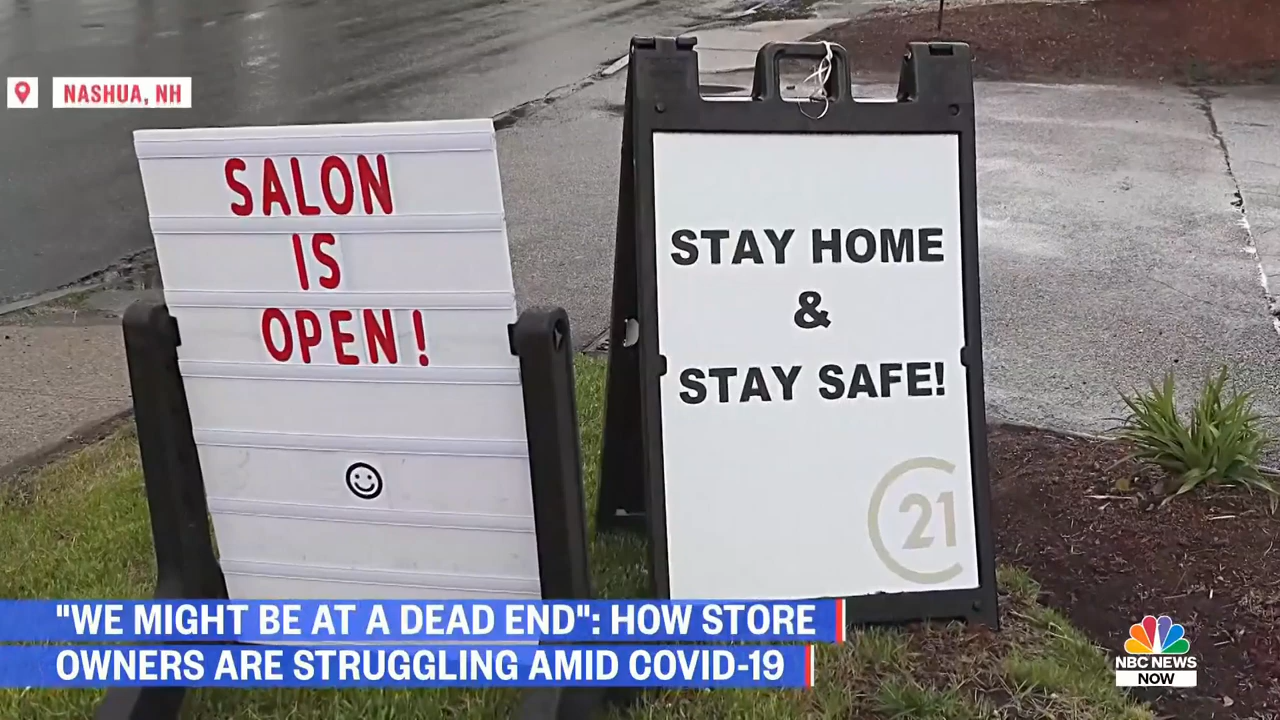 NASHUA, NH
SALON
IS
OPEN!
STAY HOME
&
STAY SAFE!
C21
"WE MIGHT BE AT A DEAD END": HOW STORE
OWNERS ARE STRUGGLING AMID COVID-19
NBC NEWS
NOW